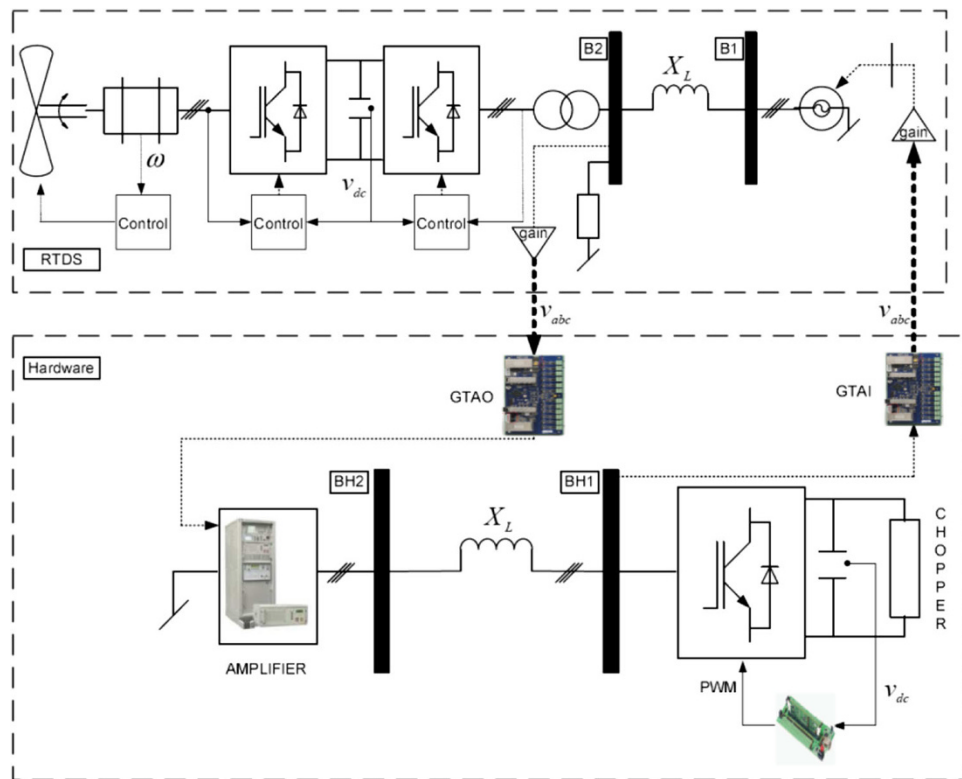 B2
B1
X_L
gain
ω
v_dc
Control
Control
Control
gain
RTDS
v_abc
v_abc
Hardware
GTAO
GTAI
BH2
BH1
X_L
CHOPPER
AMPLIFIER
PWM
v_dc